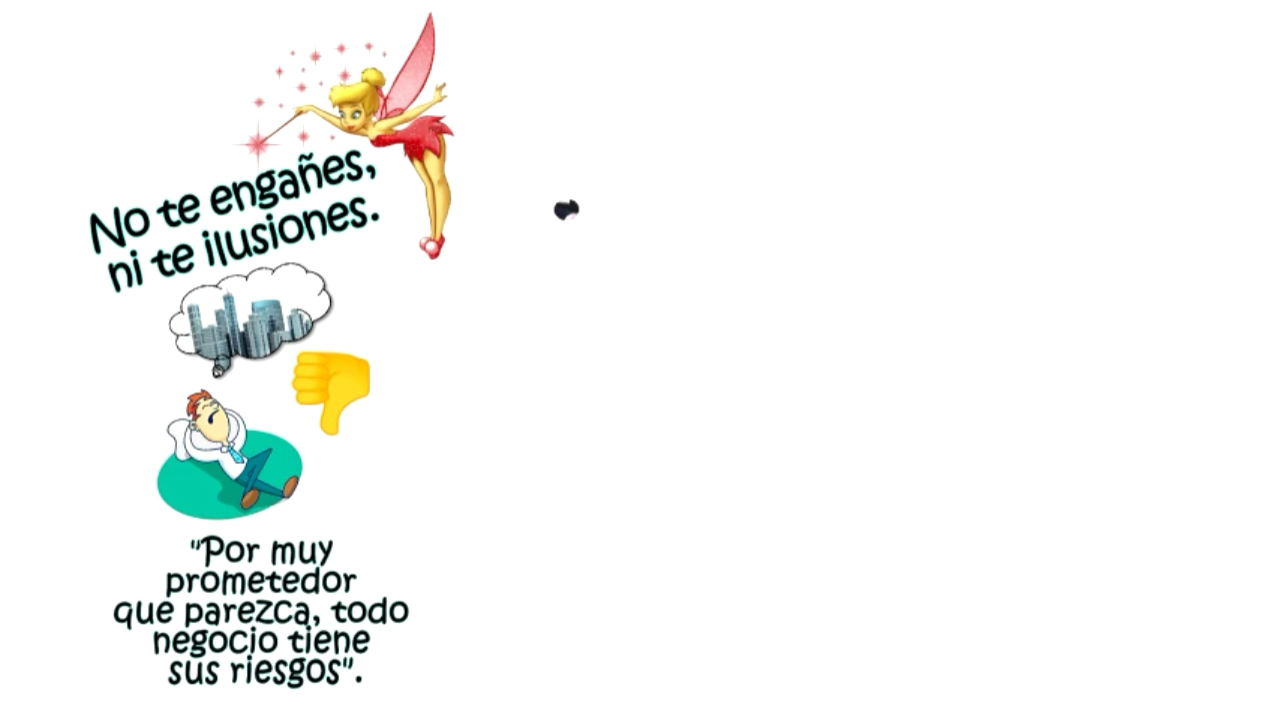 No te engañes,
ni te ilusiones.
"Por muy
prometedor
que parezca, todo
negocio tiene
sus riesgos".